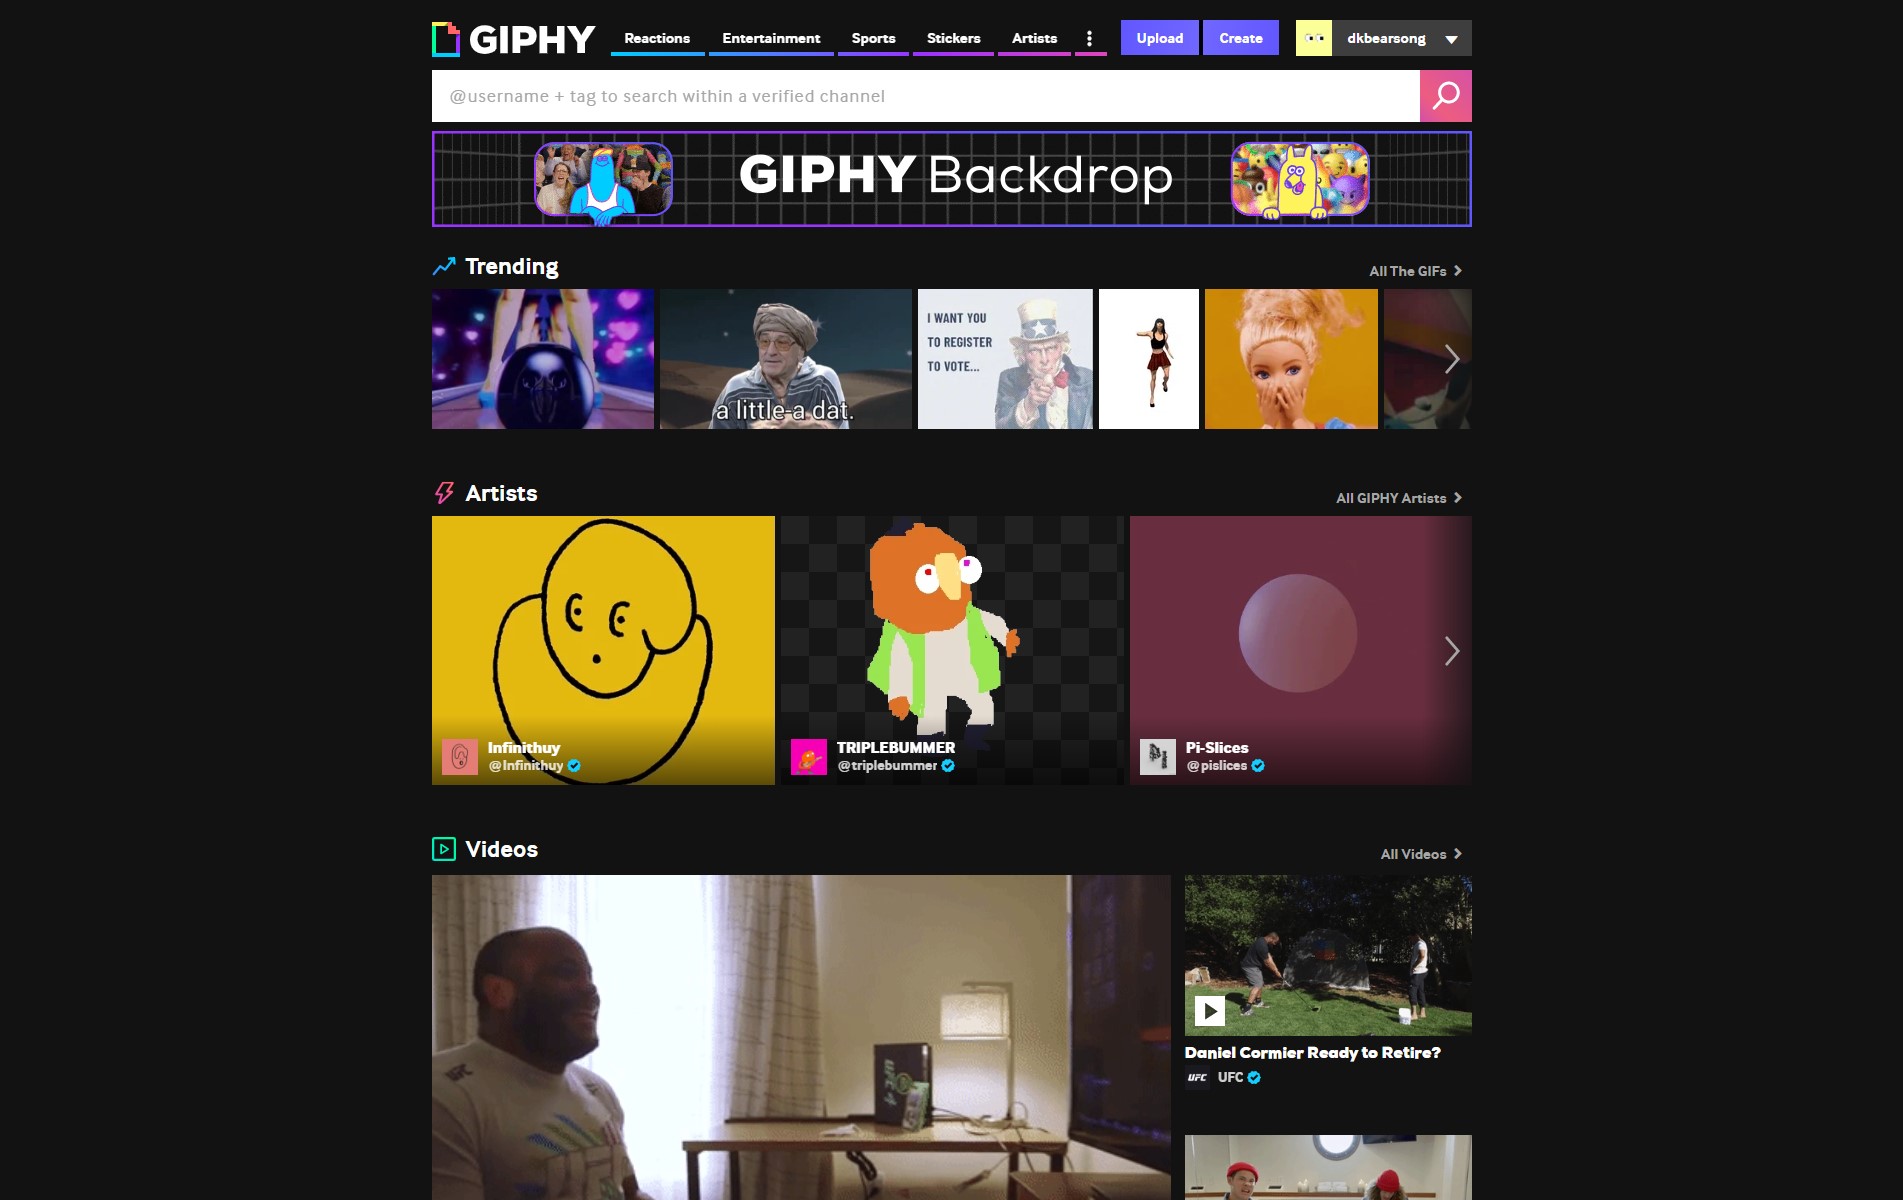 GIPHY
Reactions
Entertainment
Sports
Stickers
Artists
Upload
Create
dkbearsong
@username + tag to search within a verified channel
GIPHY Backdrop
Trending
All The GIFs
a little-a dat.
I WANT YOU
TO REGISTER
TO VOTE...
Artists
All GIPHY Artists
Infinithuy
@Infinithuy
TRIPLEBUMMER
@triplebummer
Pi-Slices
@pislices
Videos
All Videos
Daniel Cormier Ready to Retire?
UFC UFC